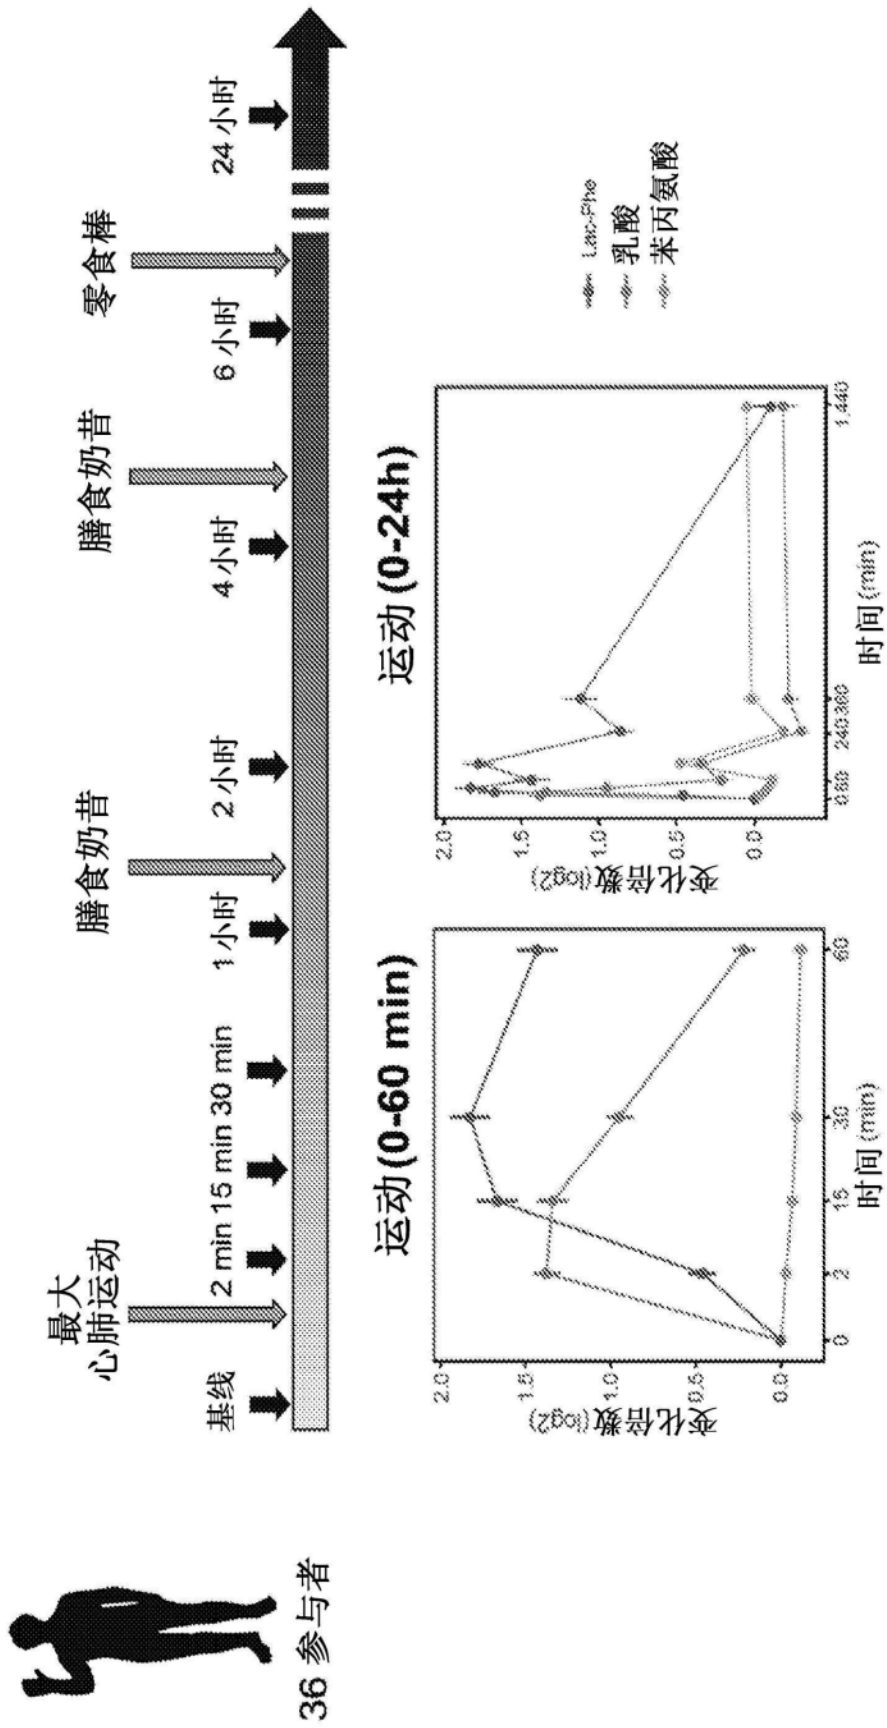 36 参与者
最大
心肺运动
膳食奶昔
膳食奶昔
零食棒
基线
2 min 15 min 30 min
1小时
2小时
4小时
6小时
24小时
运动(0-60 min)
2.0
1.5
1.0
0.5
0.0
变化倍数(log2)
0
2
15
30
60
时间(min)
运动(0-24h)
2.0
1.5
1.0
0.5
0.0
变化倍数(log2)
240
360
1,440
时间(min)
Lac-Phe
乳酸
苯丙氨酸